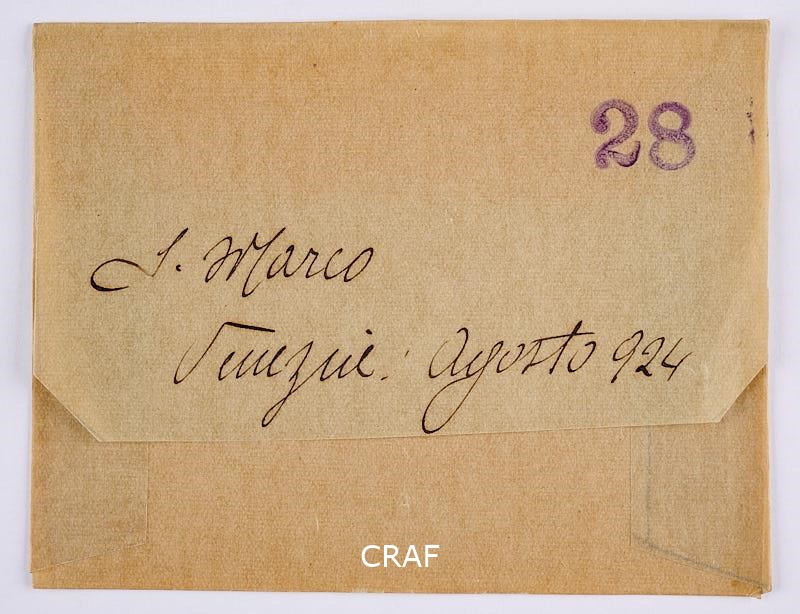 28
S. Marco
Venezia: Agosto 924
CRAF